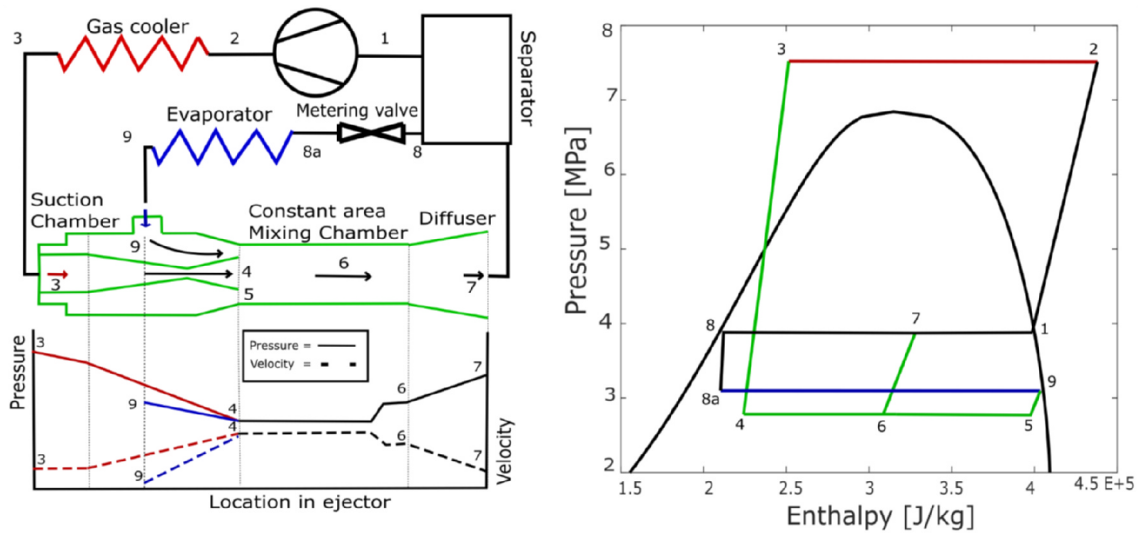 3
Gas cooler
2
1
Separator
Evaporator
Metering valve
9
8a
8
Suction
Chamber
Constant area
Mixing Chamber
Diffuser
9
3
4
6
7
5
Pressure
3
9
4
4
Pressure =
Velocity =
6
7
6
3
9
7
Velocity
Location in ejector
8
7
6
5
4
3
2
Pressure [MPa]
3
2
8
7
1
8a
9
4
6
5
1.5
2
2.5
3
3.5
4
4.5 E+5
Enthalpy [J/kg]